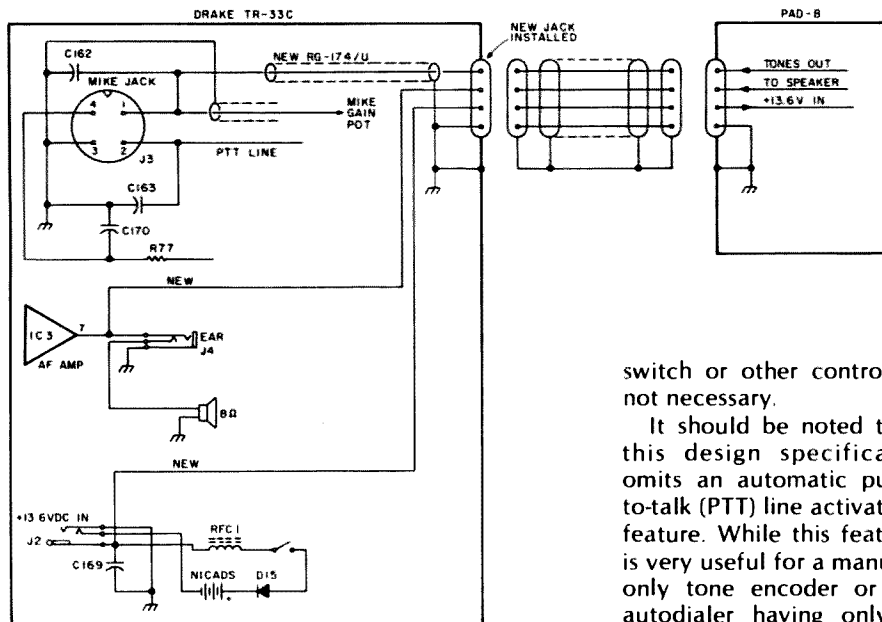 DRAKE TR-33C
PAD-8
NEW JACK
INSTALLED
C162
NEW RG-174/U
MIKE JACK
4
1
3
2
J3
MIKE
GAIN
POT
PTT LINE
C163
C170
R77
NEW
TONES OUT
TO SPEAKER
+13.6V IN
IC3
7
AF AMP
EAR
J4
8Ω
NEW
+13.6VDC IN
J2
C169
RFC1
NICADS
+
D15
switch or other contro
not necessary.
It should be noted t
this design specifica
omits an automatic pu
to-talk (PTT) line activat
feature. While this feat
is very useful for a manu
only tone encoder or
autodialer having only